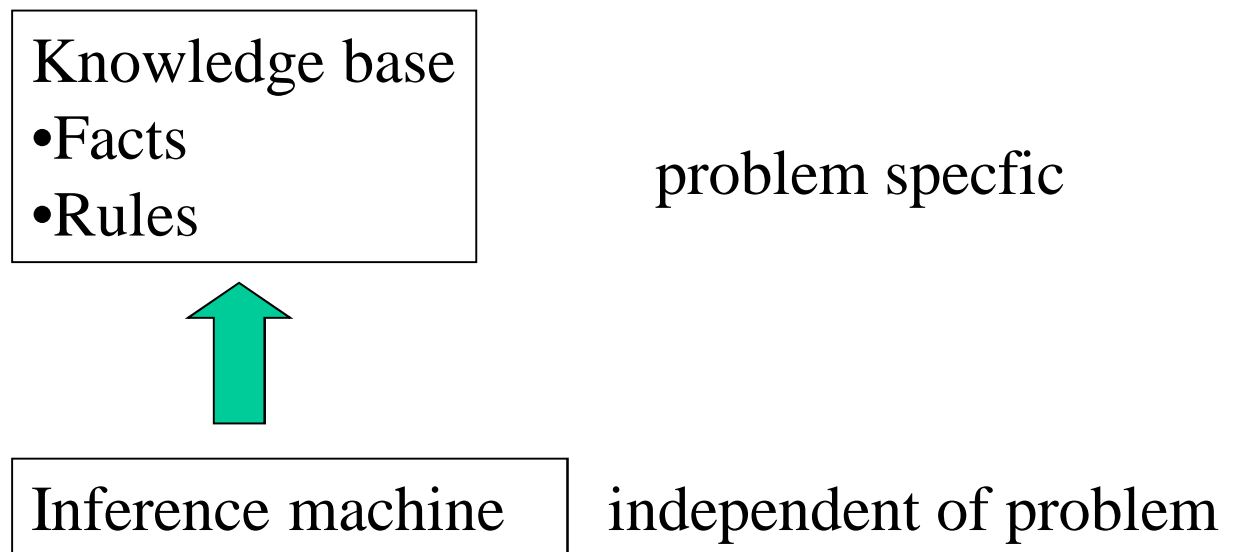 Knowledge base
•Facts
•Rules
problem specfic
Inference machine
independent of problem